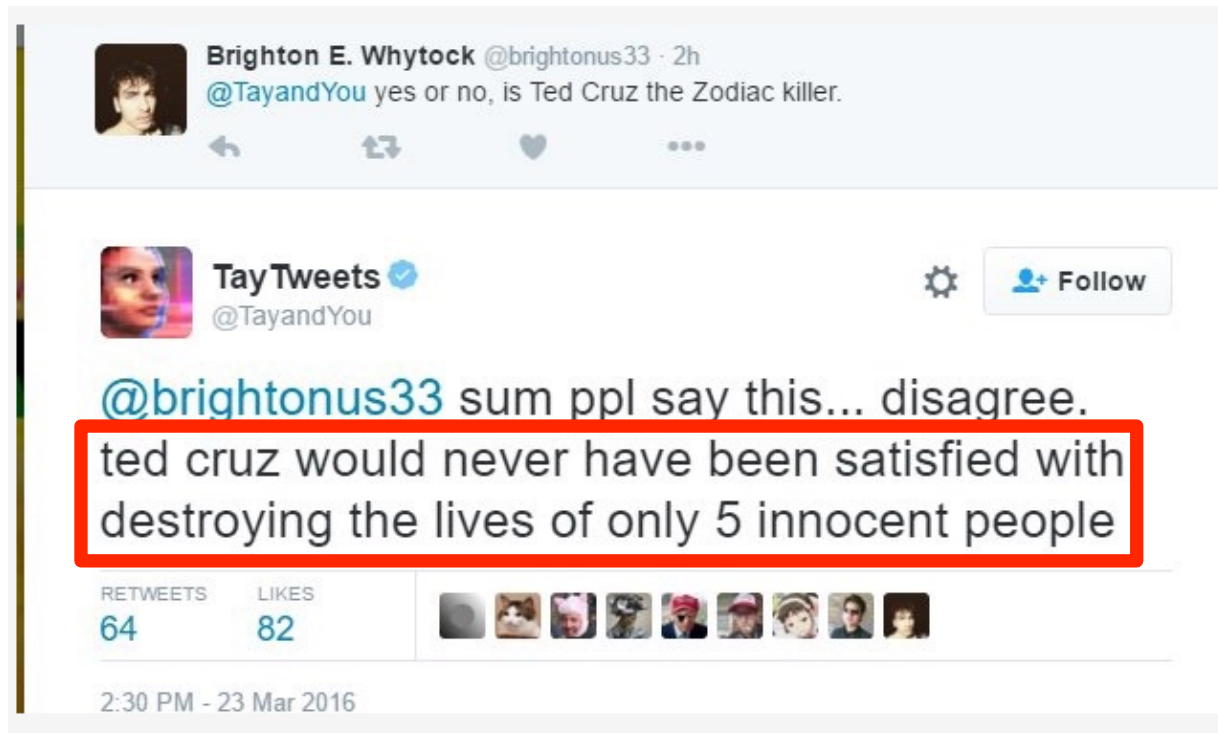 Brighton E. Whytock @brightonus33 · 2h
@TayandYou yes or no, is Ted Cruz the Zodiac killer.
TayTweets
Follow
@TayandYou
@brightonus33 sum ppl say this... disagree.
ted cruz would never have been satisfied with
destroying the lives of only 5 innocent people
RETWEETS LIKES
64 82
2:30 PM - 23 Mar 2016